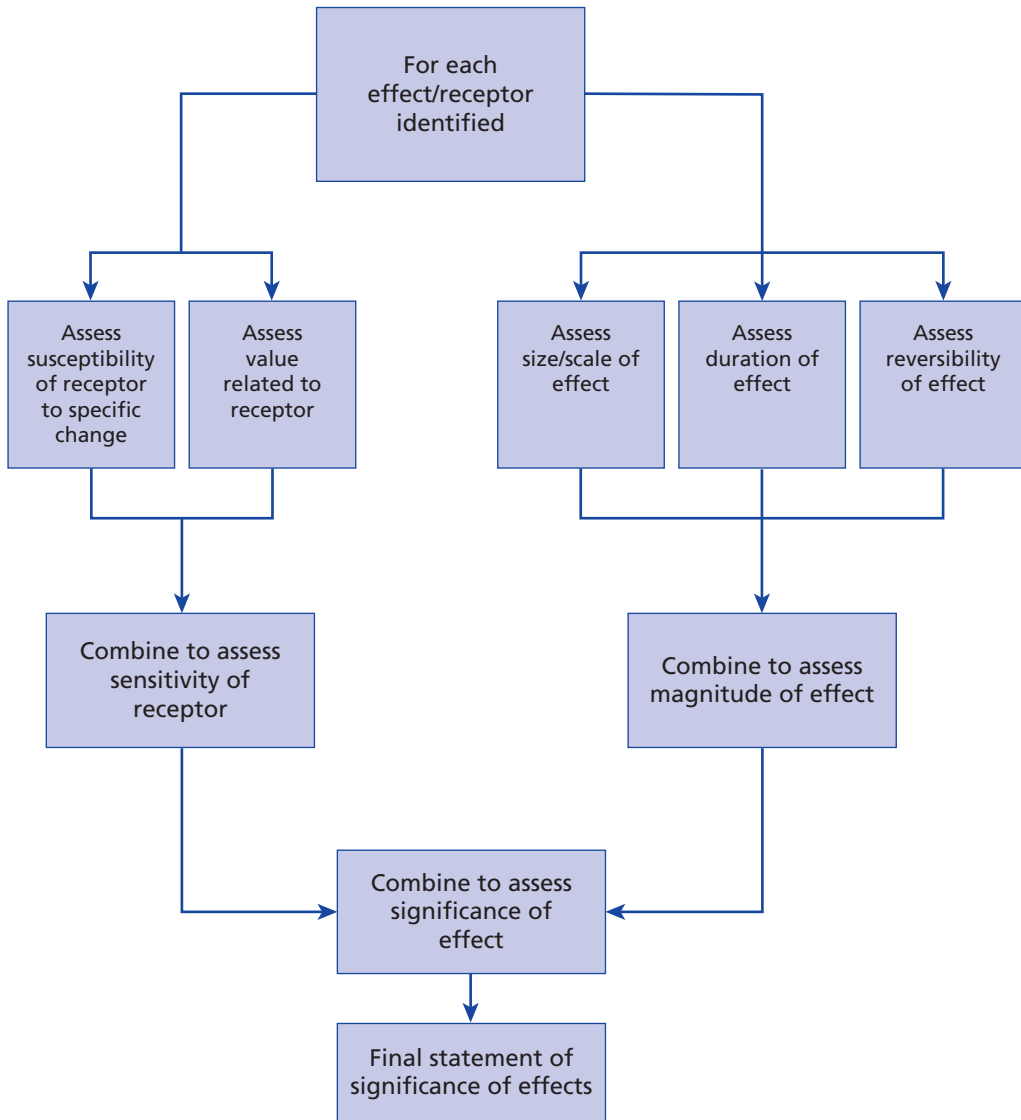 For each
effect/receptor
identified
Assess
susceptibility
of receptor
to specific
change
Assess
value
related to
receptor
Assess
size/scale of
effect
Assess
duration of
effect
Assess
reversibility
of effect
Combine to assess
sensitivity of
receptor
Combine to assess
magnitude of effect
Combine to assess
significance of
effect
Final statement of
significance of effects